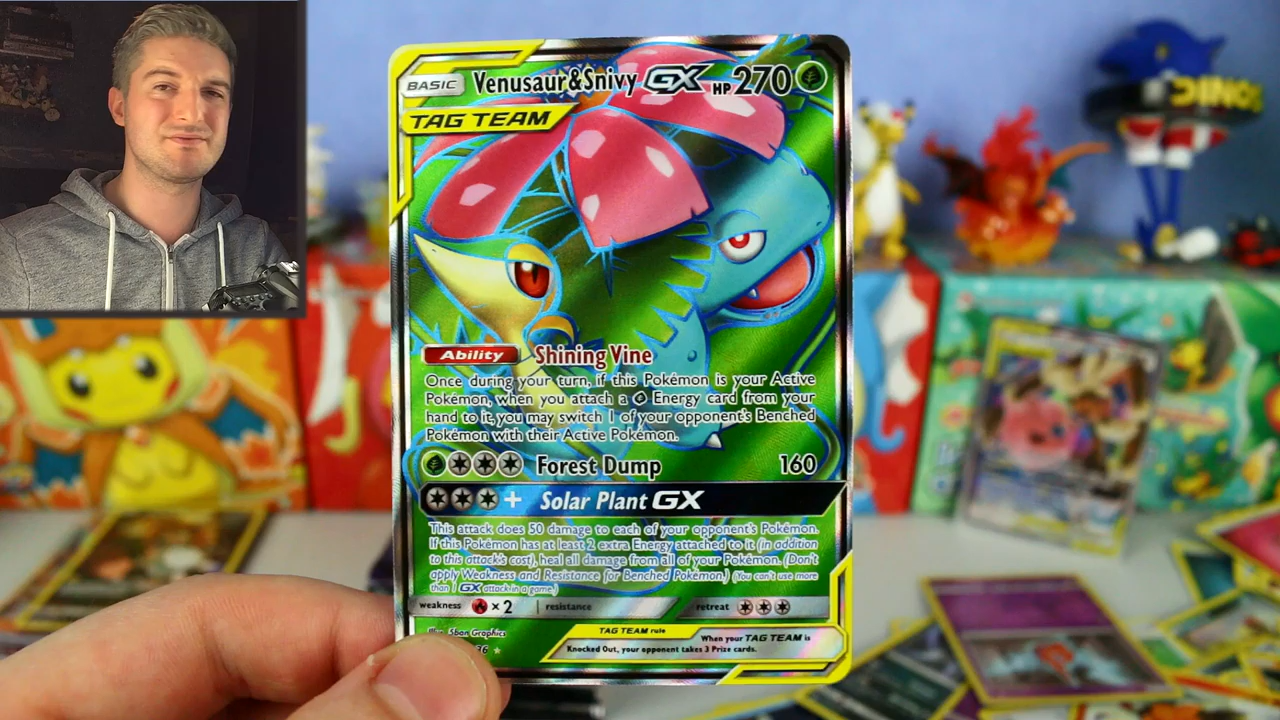 BASIC Venusaur&Snivy GX HP 270
TAG TEAM
DINO
Ability Shining Vine
Once during your turn, if this Pokémon is your Active
Pokémon, when you attach a Energy card from your
hand to it, you may switch 1 of your opponent's Benched
Pokémon with their Active Pokémon.
Forest Dump 160
+ Solar Plant GX
This attack does 50 damage to each of your opponent's Pokémon.
If this Pokémon has at least 2 extra Energy attached to it (in addition
to this attack's cost), heal all damage from all of your Pokémon. (Don't
apply Weakness and Resistance for Benched Pokémon.) (You can't use more
than 1 GX attack in a game.)
weakness ×2 resistance retreat
Illus. 5ban Graphics
TAG TEAM rule
When your TAG TEAM is
Knocked Out, your opponent takes 3 Prize cards.
36